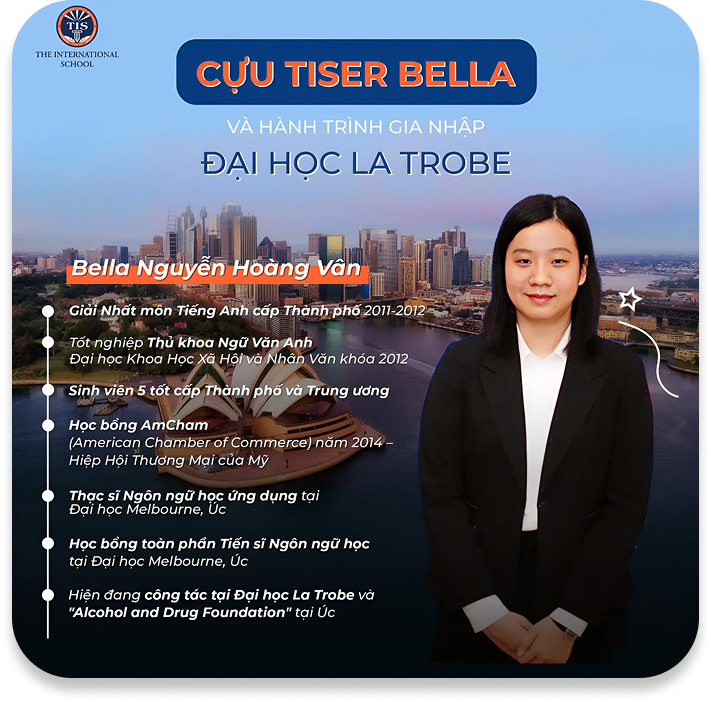 TIS
THE INTERNATIONAL
SCHOOL
CỰU TISER BELLA
VÀ HÀNH TRÌNH GIA NHẬP
ĐẠI HỌC LA TROBE
Bella Nguyễn Hoàng Vân
Giải Nhất môn Tiếng Anh cấp Thành phố 2011-2012
Tốt nghiệp Thủ khoa Ngữ Văn Anh
Đại học Khoa Học Xã Hội và Nhân Văn khóa 2012
Sinh viên 5 tốt cấp Thành phố và Trung ương
Học bổng AmCham
(American Chamber of Commerce) năm 2014 –
Hiệp Hội Thương Mại của Mỹ
Thạc sĩ Ngôn ngữ học ứng dụng tại
Đại học Melbourne, Úc
Học bổng toàn phần Tiến sĩ Ngôn ngữ học
tại Đại học Melbourne, Úc
Hiện đang công tác tại Đại học La Trobe và
"Alcohol and Drug Foundation" tại Úc